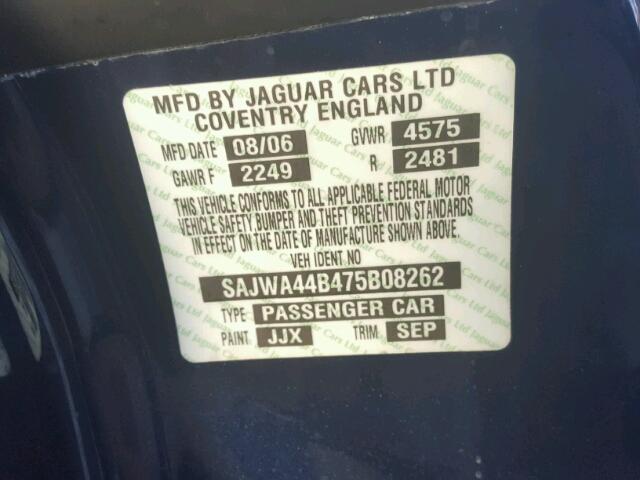 MFD BY JAGUAR CARS LTD
COVENTRY ENGLAND
MFD DATE 08/06 GVWR 4575
GAWR F 2249 R 2481
THIS VEHICLE CONFORMS TO ALL APPLICABLE FEDERAL MOTOR
VEHICLE SAFETY, BUMPER AND THEFT PREVENTION STANDARDS
IN EFFECT ON THE DATE OF MANUFACTURE SHOWN ABOVE.
VEH IDENT NO
SAJWA44B475B08262
TYPE PASSENGER CAR
PAINT JJX TRIM SEP